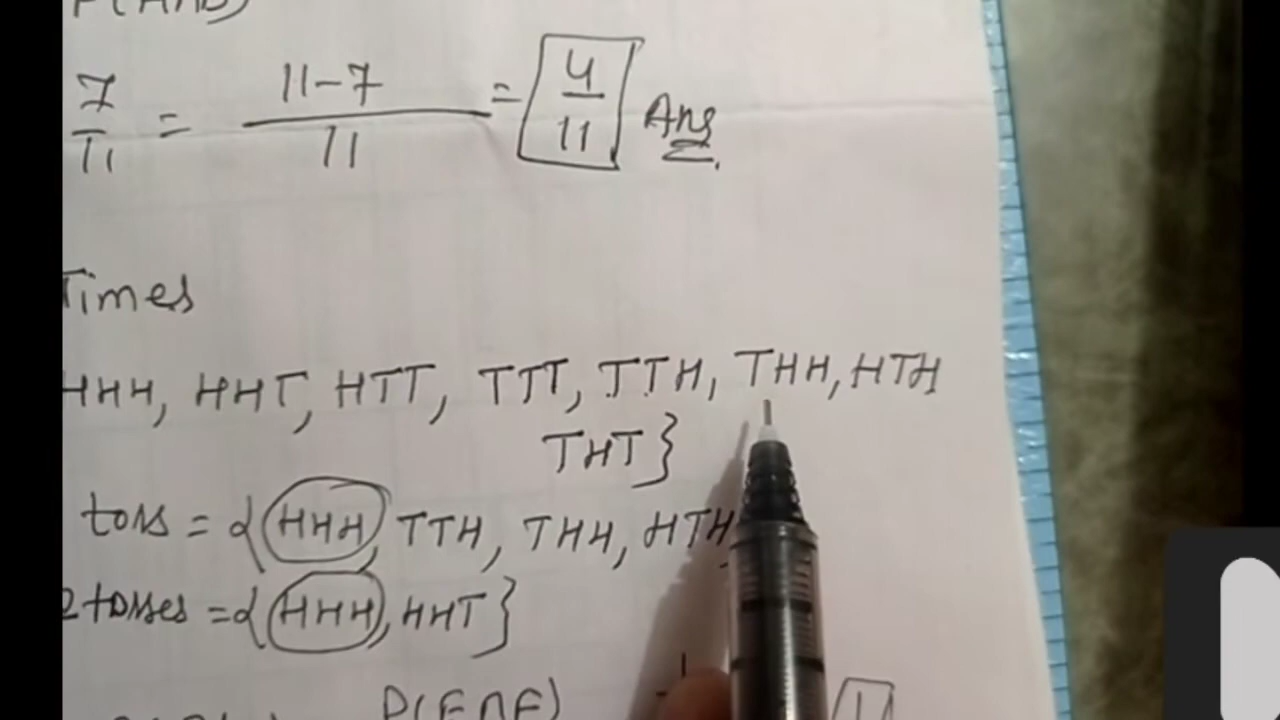 7/11 = 11-7/11 = 4/11 Ans
Times
HHH, HHT, HTT, TTT, TTH, THH, HTH
THT}
toss = {HHH, TTH, THH, HTH
2 tosses = {HHH, HHT}
P(E∩F)